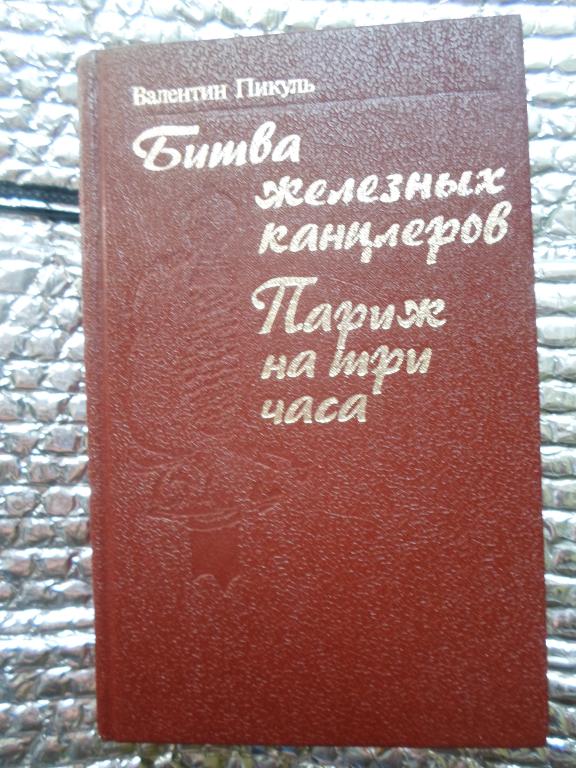 Валентин Пикуль
Битва
железных
канцлеров
Париж
на три
часа